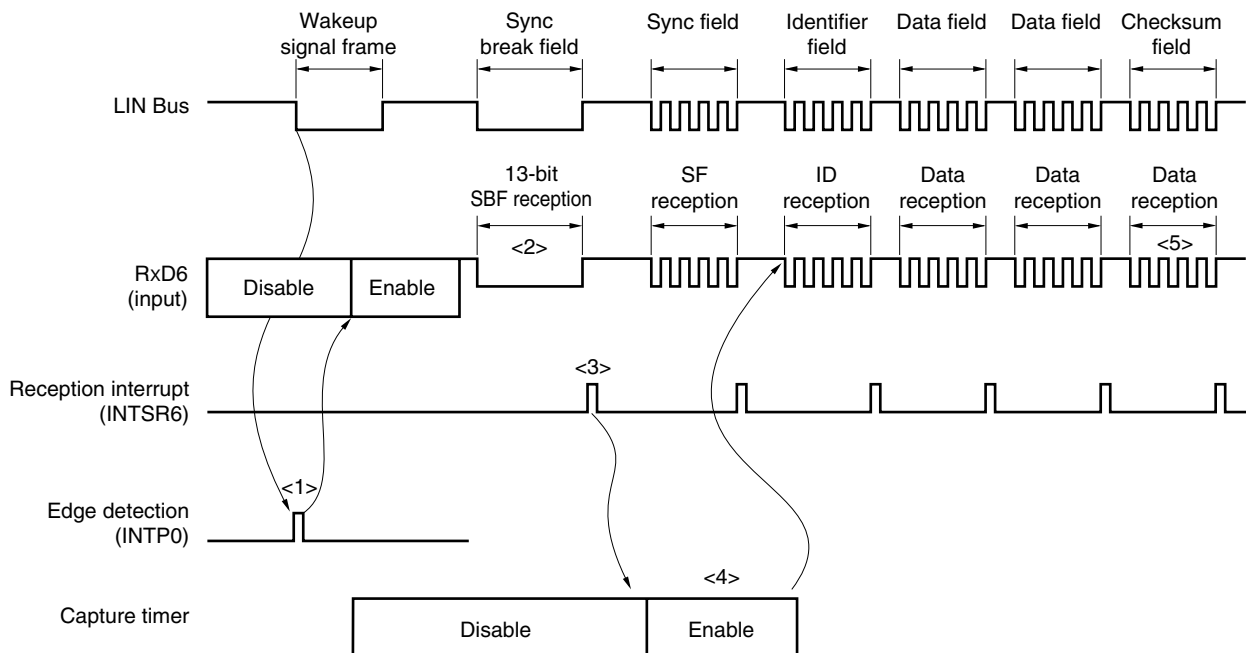 Wakeup
signal frame
Sync
break field
Sync field
Identifier
field
Data field
Data field
Checksum
field
LIN Bus
13-bit
SBF reception
SF
reception
ID
reception
Data
reception
Data
reception
Data
reception
<2>
<5>
RxD6
(input)
Disable
Enable
Reception interrupt
(INTSR6)
<3>
Edge detection
(INTP0)
<1>
Capture timer
Disable
Enable
<4>